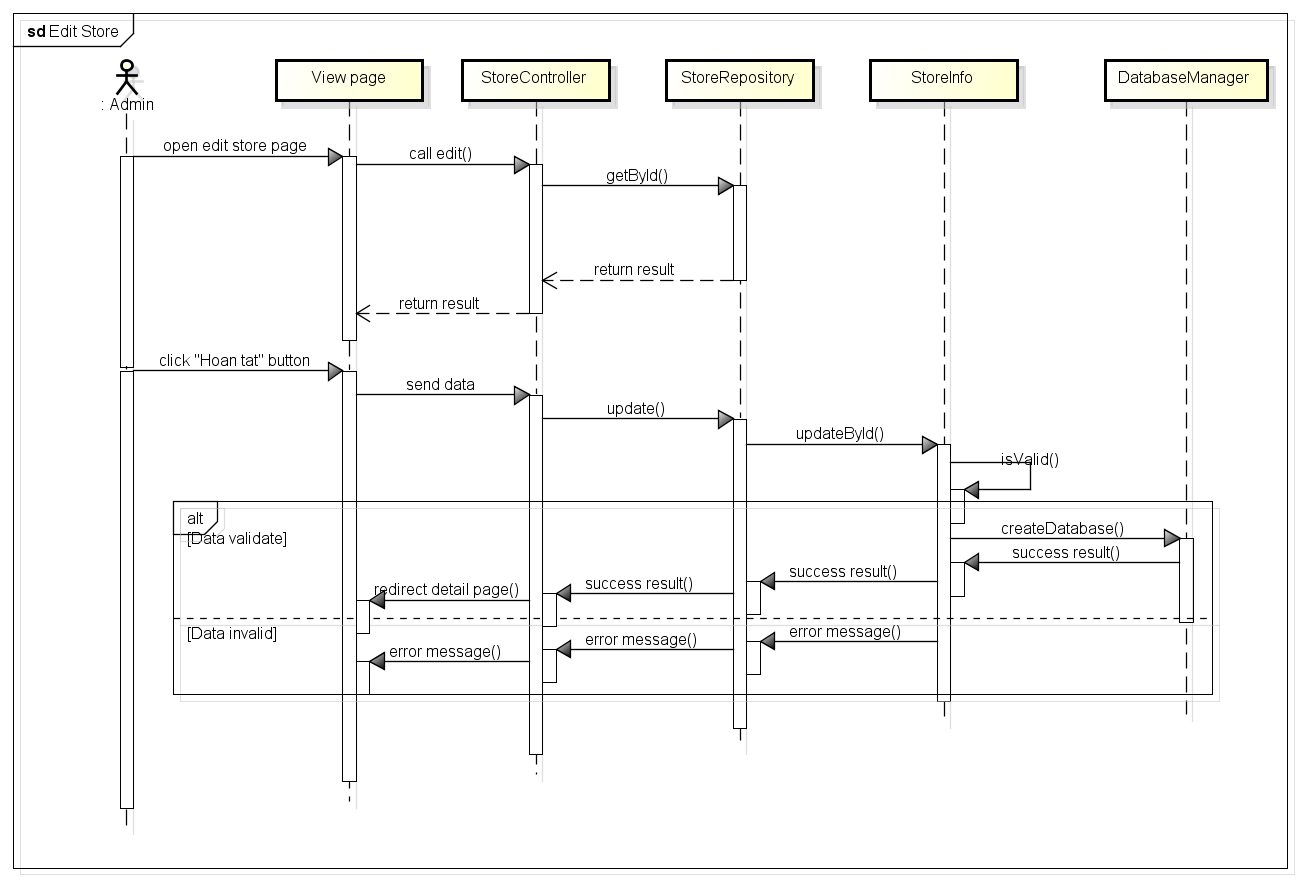 sd Edit Store
: Admin
View page
StoreController
StoreRepository
StoreInfo
DatabaseManager
open edit store page
call edit()
getById()
return result
return result
click "Hoan tat" button
send data
update()
updateById()
isValid()
alt
[Data validate]
createDatabase()
success result()
success result()
success result()
redirect detail page()
[Data invalid]
error message()
error message()
error message()